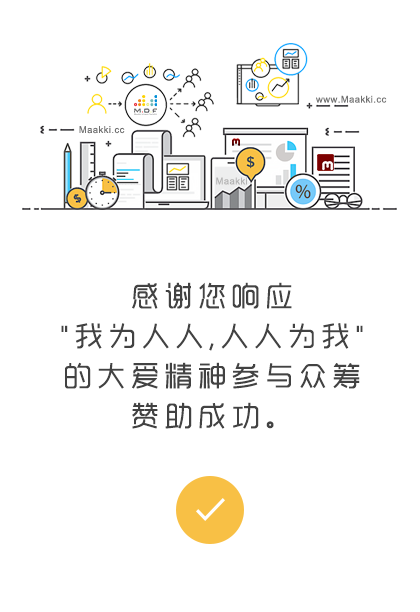 www.Maakki.cc
M.D.F
Maakki.cc
$
M
M
Maakki
%
$
感谢您响应
"我为人人,人人为我"
的大爱精神参与众筹
赞助成功。